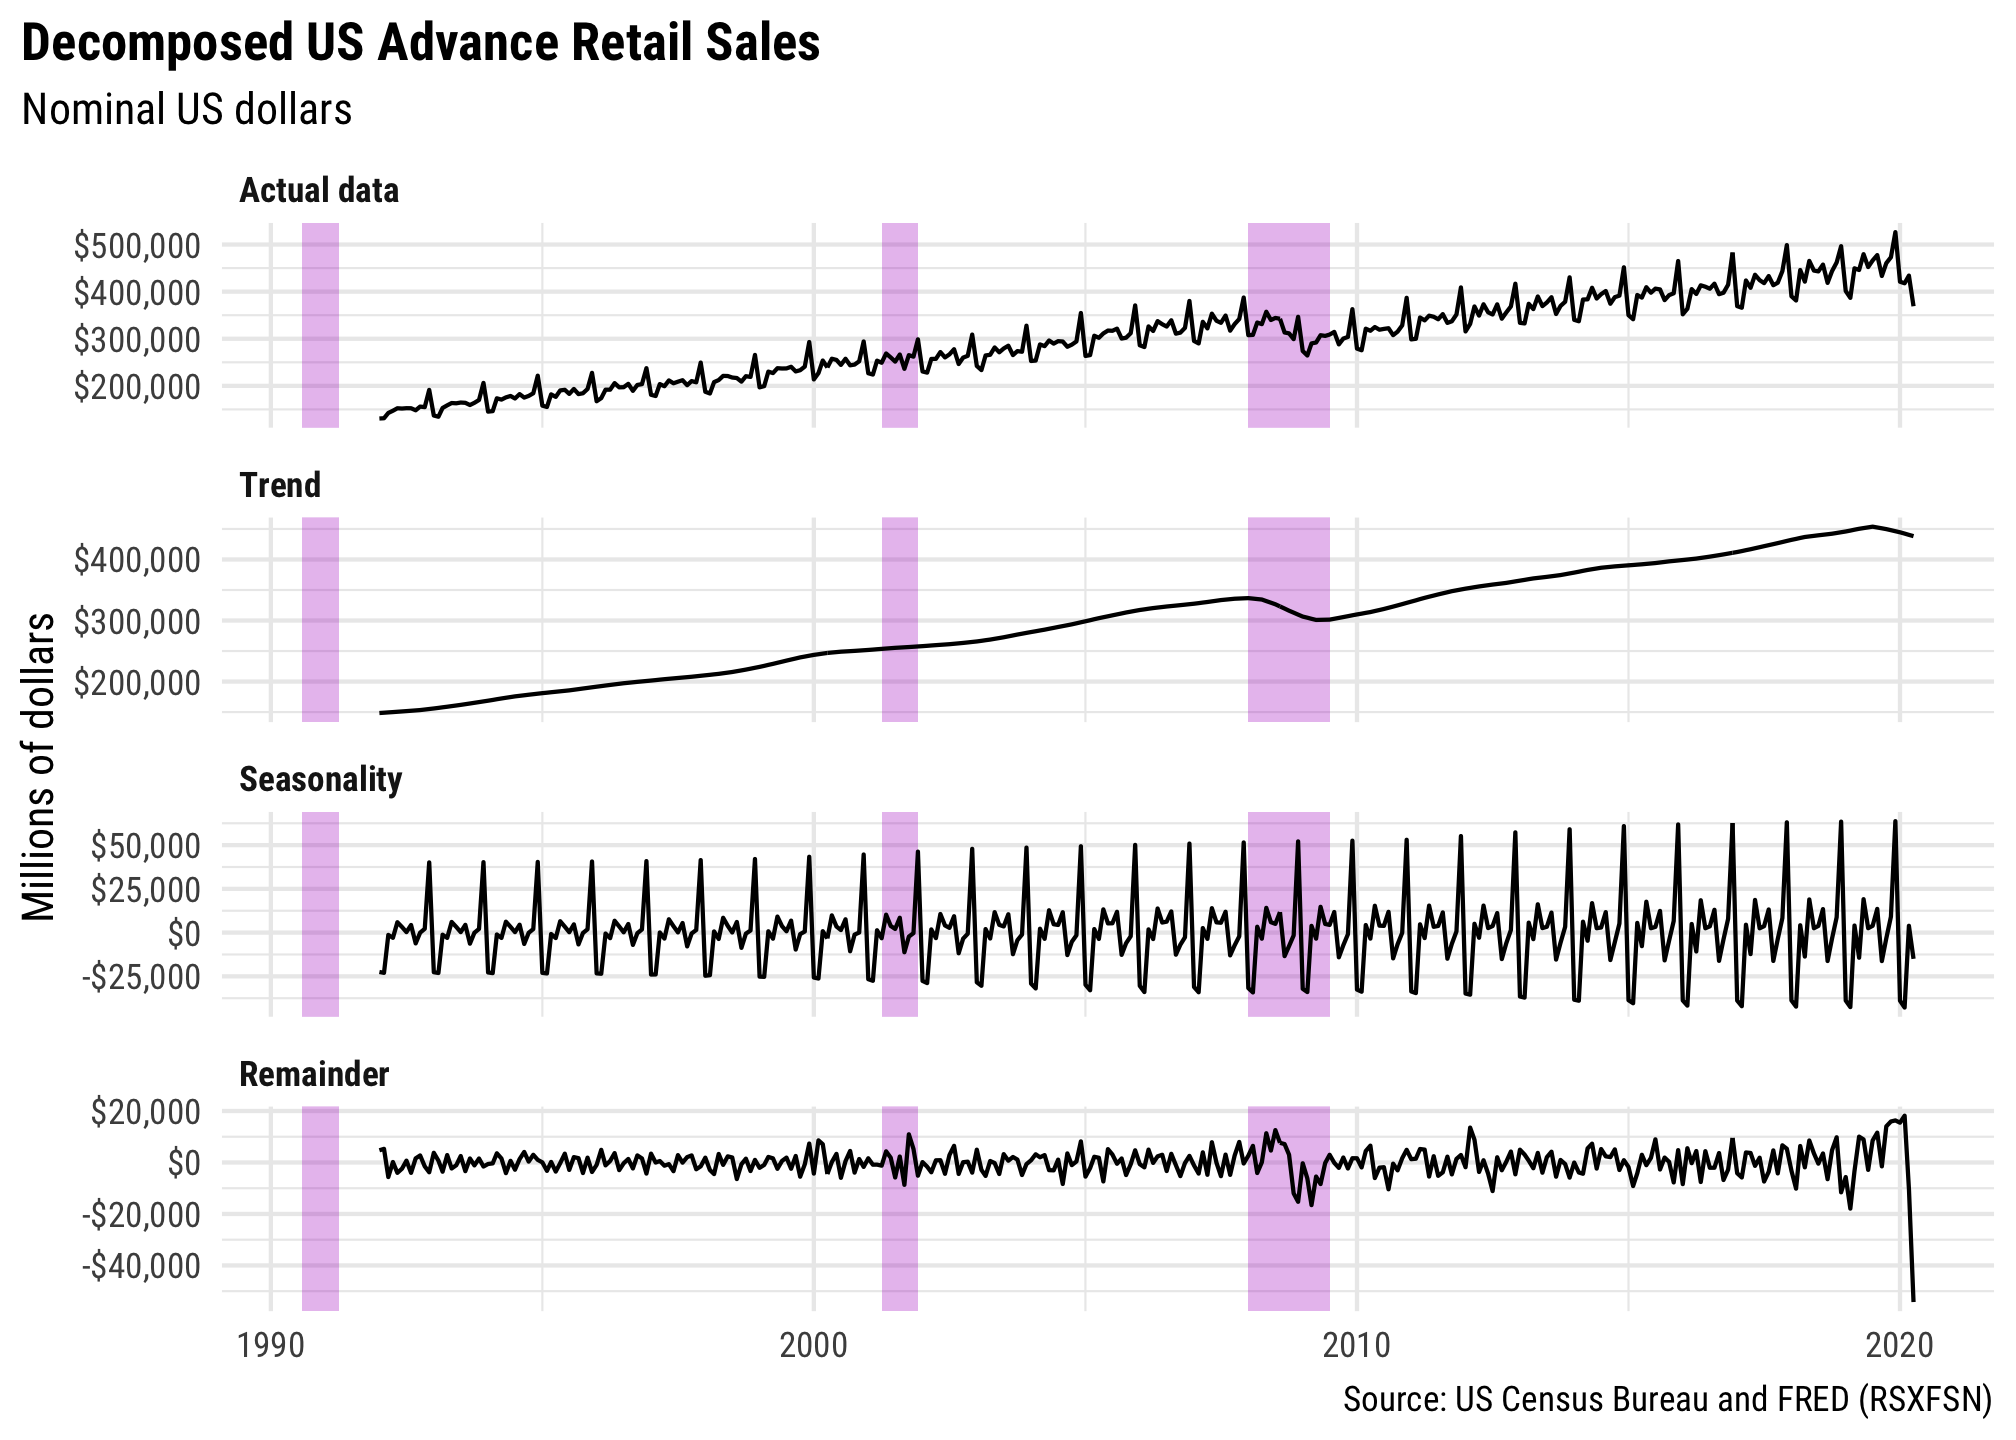 Decomposed US Advance Retail Sales
Nominal US dollars
Millions of dollars
Actual data
$500,000
$400,000
$300,000
$200,000
Trend
$400,000
$300,000
$200,000
Seasonality
$50,000
$25,000
$0
-$25,000
Remainder
$20,000
$0
-$20,000
-$40,000
1990 2000 2010 2020
Source: US Census Bureau and FRED (RSXFSN)